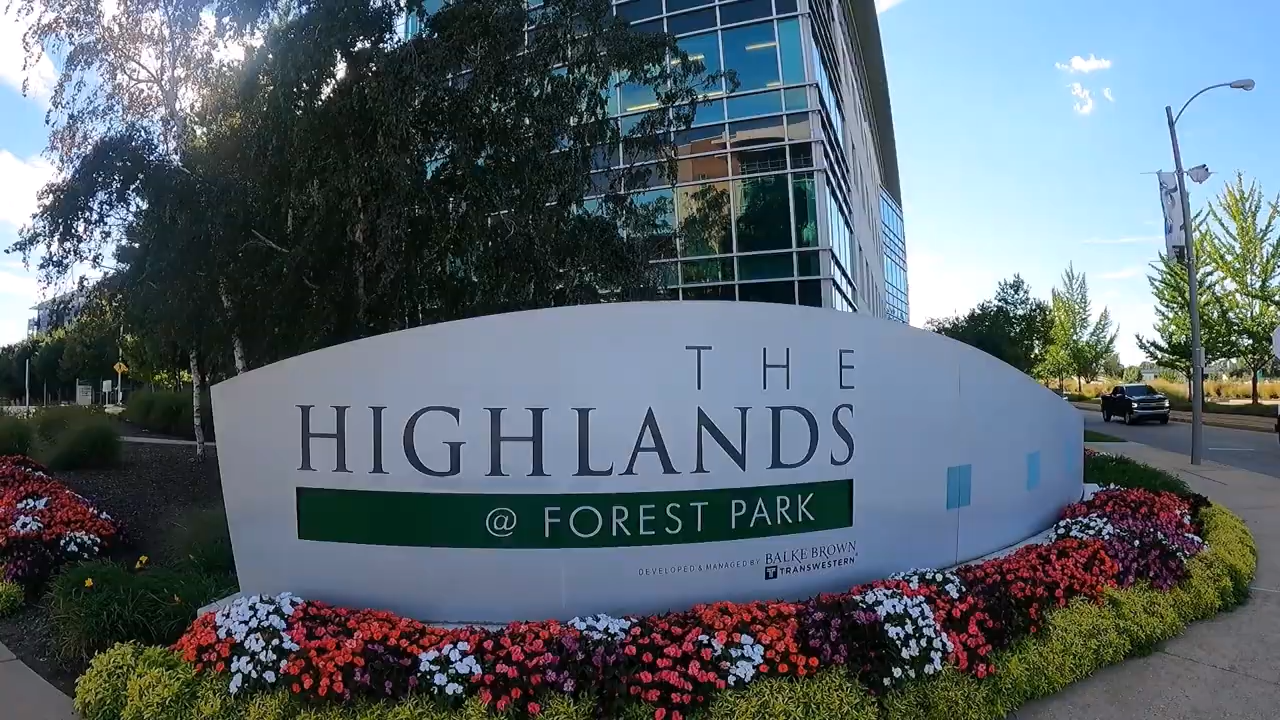 THE
HIGHLANDS
@ FOREST PARK
DEVELOPED & MANAGED BY BALKE BROWN
TRANSWESTERN